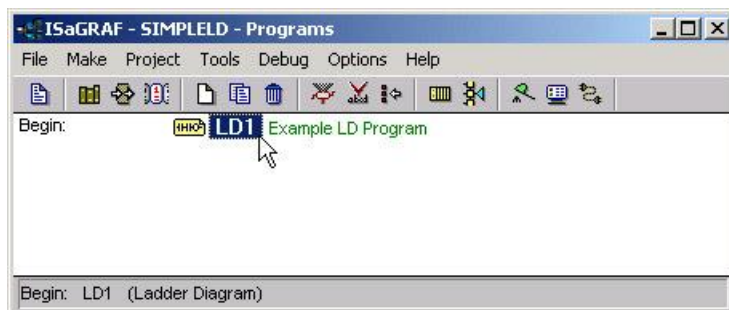 ISaGRAF - SIMPLELD - Programs
File Make Project Tools Debug Options Help
Begin: LD1 Example LD Program
Begin: LD1 (Ladder Diagram)